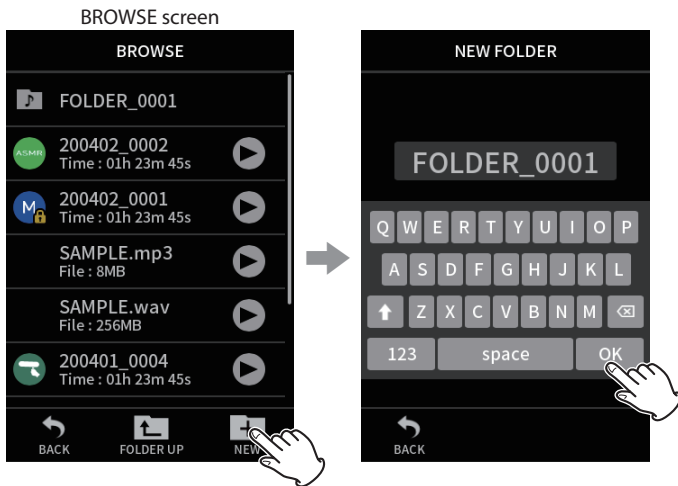 BROWSE screen
BROWSE
FOLDER_0001
ASMR
200402_0002
Time : 01h 23m 45s
M
200402_0001
Time : 01h 23m 45s
SAMPLE.mp3
File : 8MB
SAMPLE.wav
File : 256MB
200401_0004
Time : 01h 23m 45s
BACK
FOLDER UP
NEW
NEW FOLDER
FOLDER_0001
Q W E R T Y U I O P
A S D F G H J K L
Z X C V B N M
123 space OK
BACK